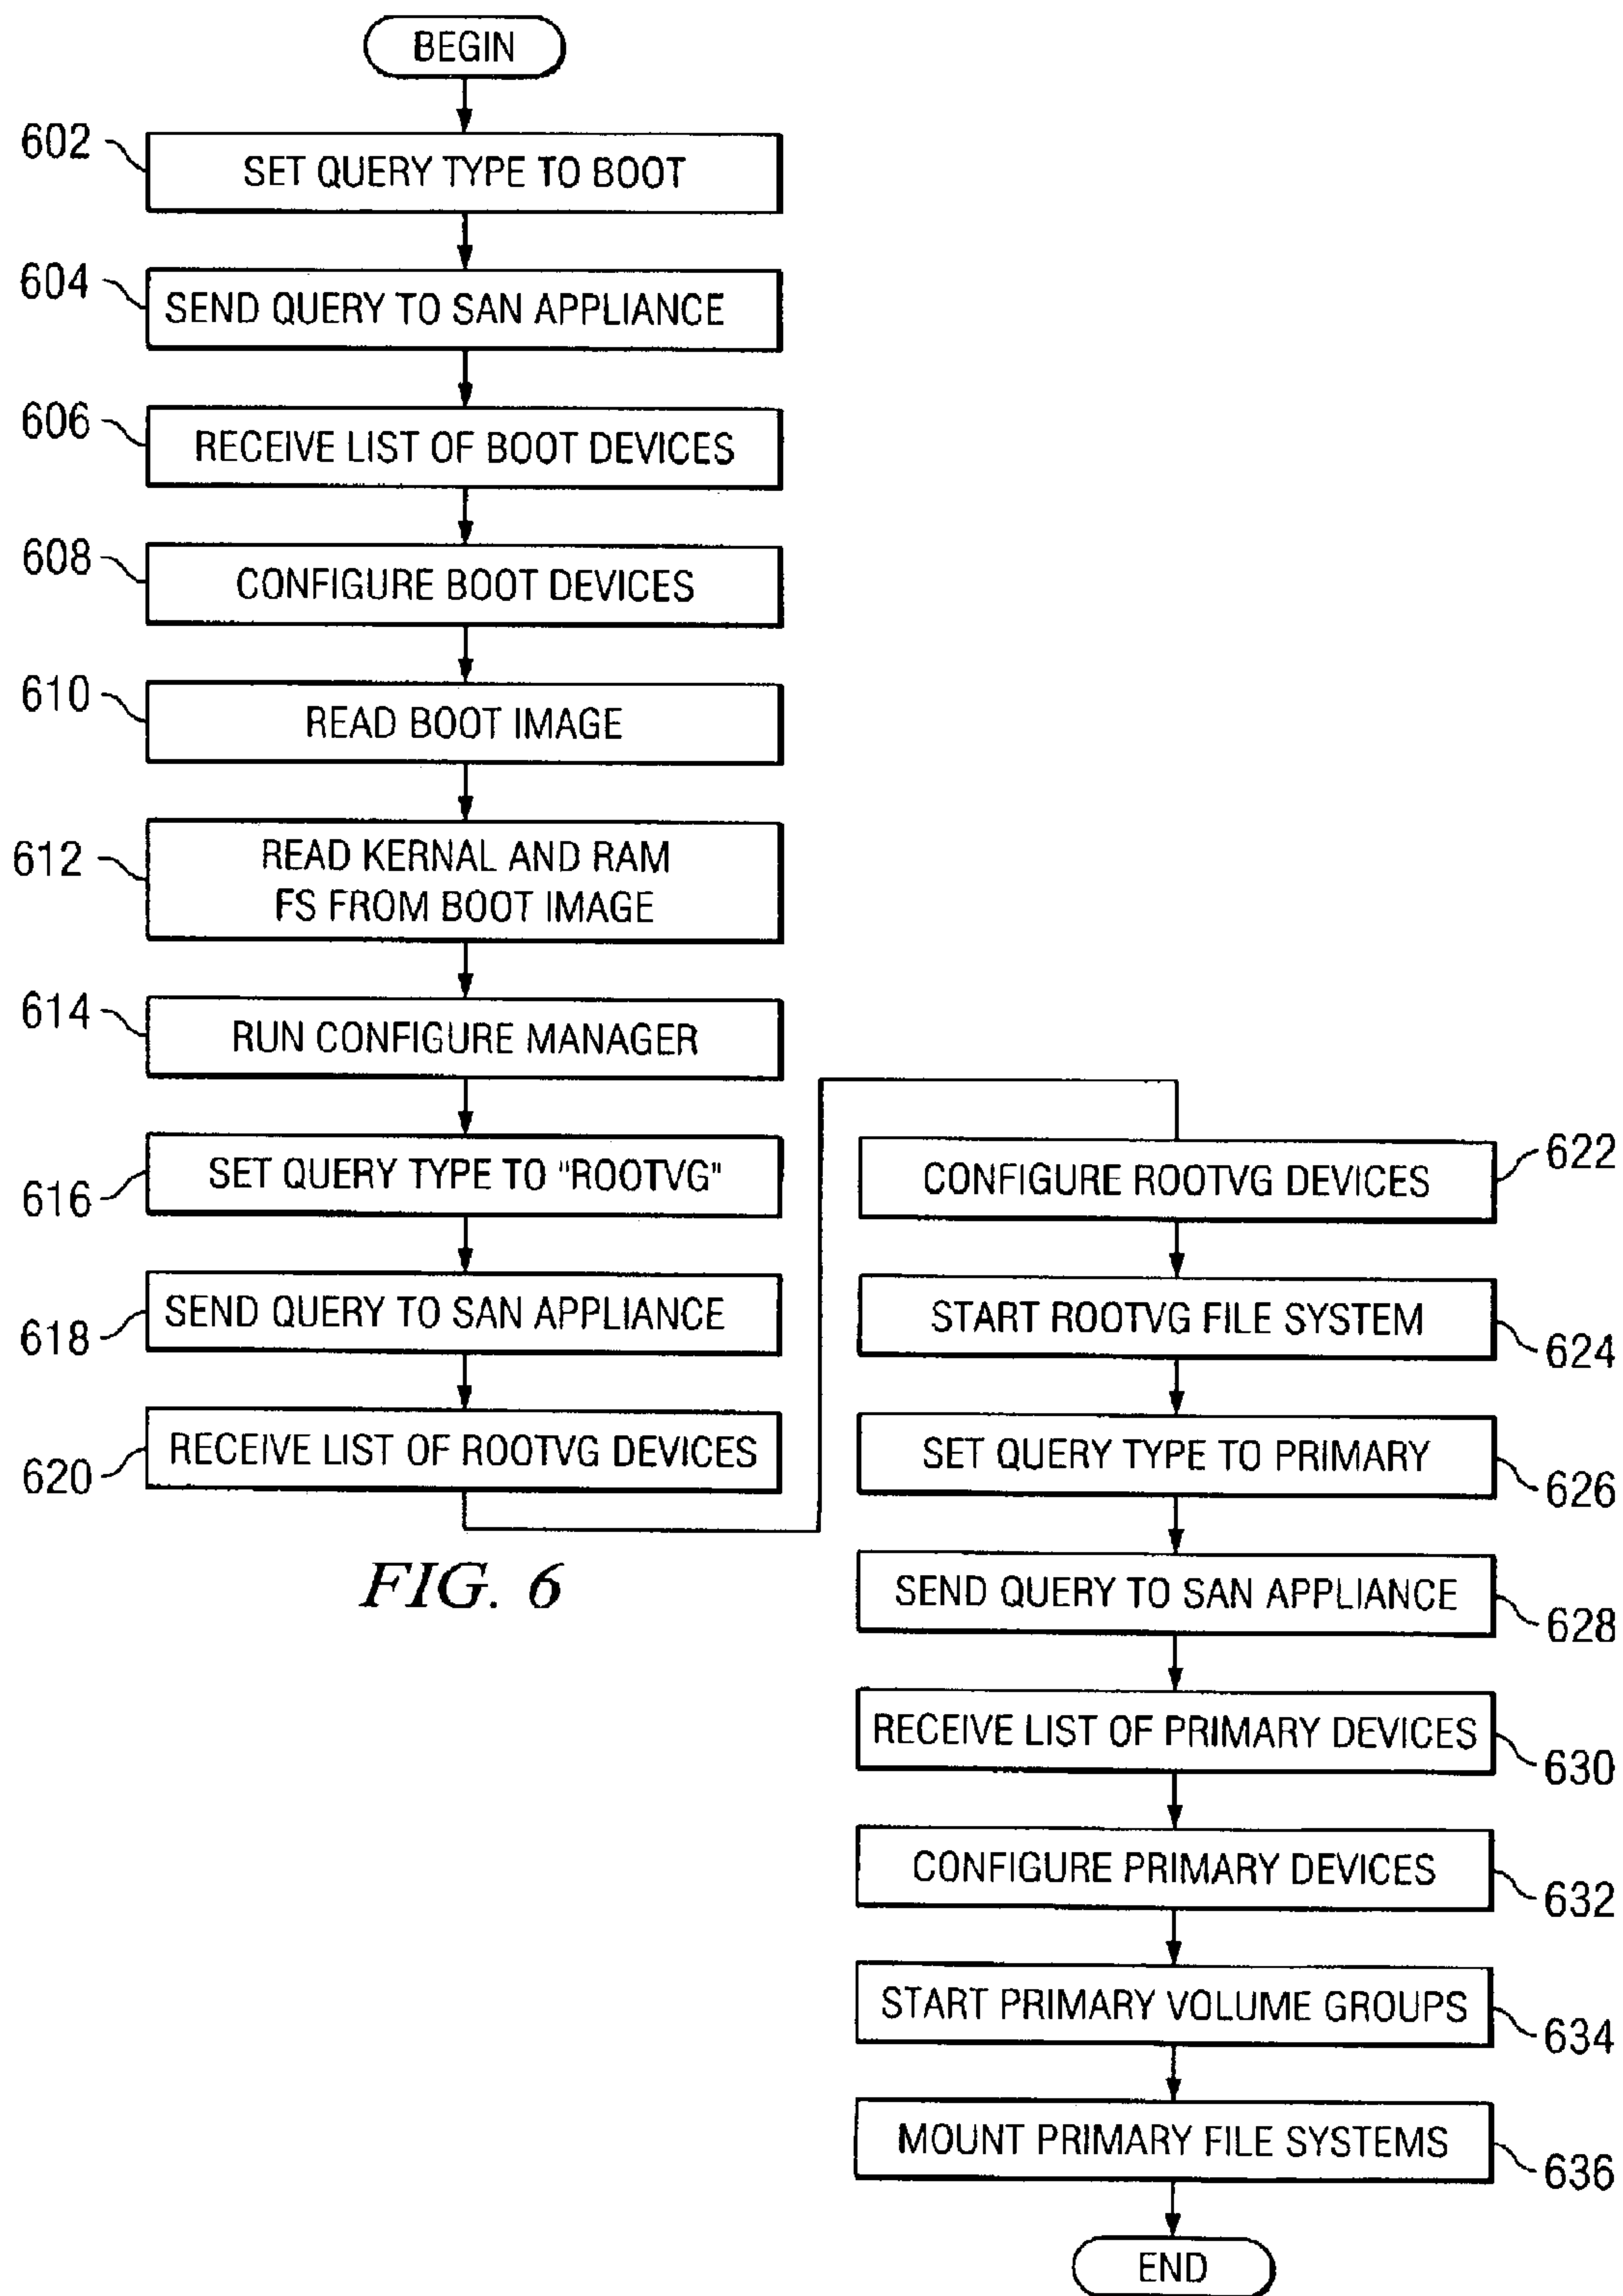 BEGIN
602
SET QUERY TYPE TO BOOT
604
SEND QUERY TO SAN APPLIANCE
606
RECEIVE LIST OF BOOT DEVICES
608
CONFIGURE BOOT DEVICES
610
READ BOOT IMAGE
612
READ KERNAL AND RAM
FS FROM BOOT IMAGE
614
RUN CONFIGURE MANAGER
616
SET QUERY TYPE TO "ROOTVG"
618
SEND QUERY TO SAN APPLIANCE
620
RECEIVE LIST OF ROOTVG DEVICES
CONFIGURE ROOTVG DEVICES
622
START ROOTVG FILE SYSTEM
624
SET QUERY TYPE TO PRIMARY
626
SEND QUERY TO SAN APPLIANCE
628
RECEIVE LIST OF PRIMARY DEVICES
630
CONFIGURE PRIMARY DEVICES
632
START PRIMARY VOLUME GROUPS
634
MOUNT PRIMARY FILE SYSTEMS
636
END
FIG. 6